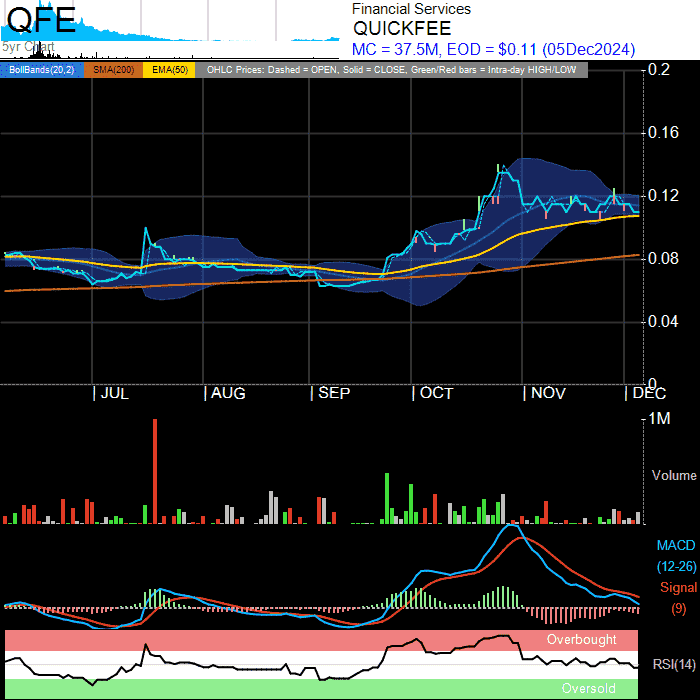 QFE
5yr Chart
Financial Services
QUICKFEE
MC = 37.5M, EOD = $0.11 (05Dec2024)
BollBands(20,2) SMA(200) EMA(50) OHLC Prices: Dashed = OPEN, Solid = CLOSE, Green/Red bars = Intra-day HIGH/LOW
0.2
0.16
0.12
0.08
0.04
0
JUL AUG SEP OCT NOV DEC
1M
Volume
MACD
(12-26)
Signal
(9)
Overbought
RSI(14)
Oversold